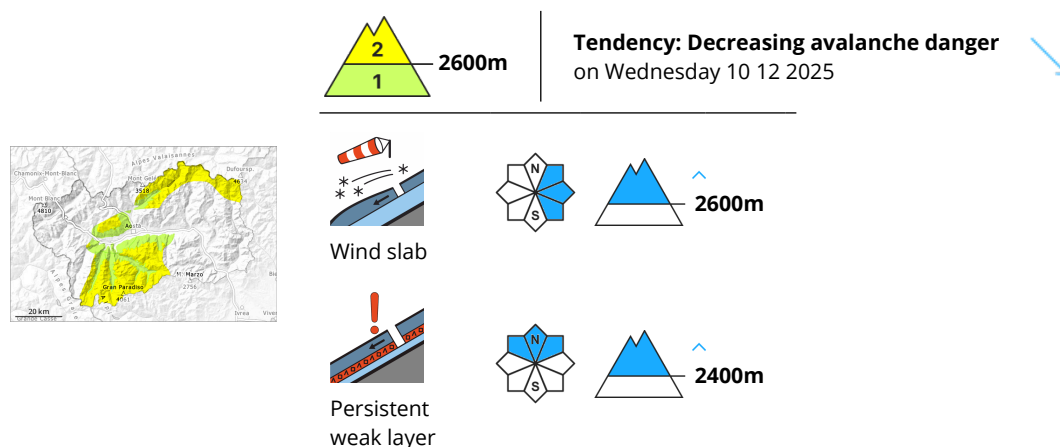 2
1
2600m
Tendency: Decreasing avalanche danger
on Wednesday 10 12 2025
Alpes Valaisannes
Chamonix-Mont-Blanc
Mont Gelé
3518
Dufoursp.
Mont Blanc
4810
Aosta
M. Marzo
2756
Gran Paradiso
4061
Ivrea
20 km
N
S
2600m
Wind slab
N
S
2400m
Persistent
weak layer